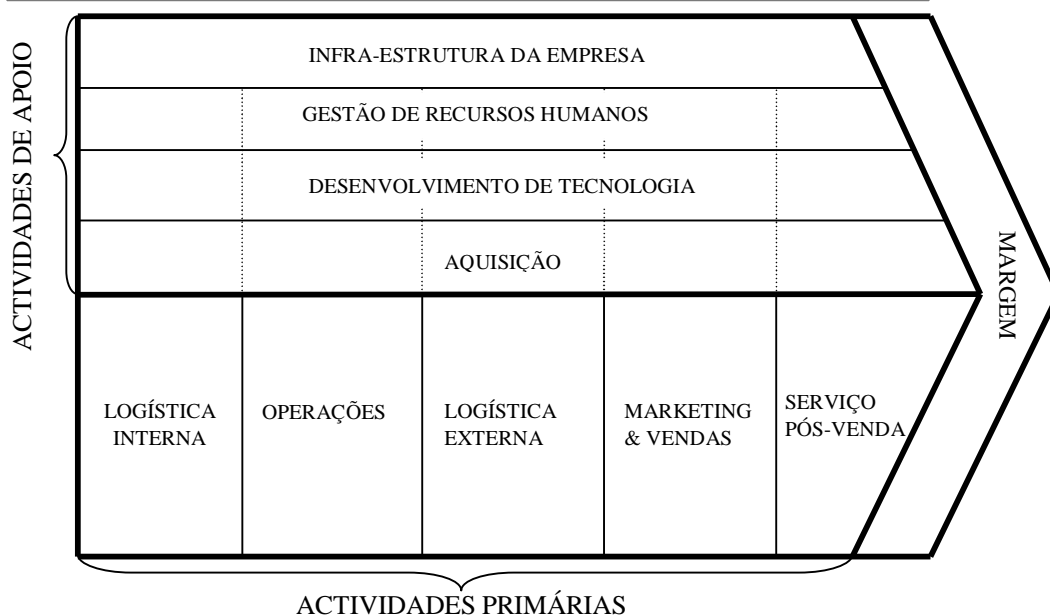 ACTIVIDADES DE APOIO
INFRA-ESTRUTURA DA EMPRESA
GESTÃO DE RECURSOS HUMANOS
DESENVOLVIMENTO DE TECNOLOGIA
AQUISIÇÃO
MARGEM
LOGÍSTICA
INTERNA
OPERAÇÕES
LOGÍSTICA
EXTERNA
MARKETING
& VENDAS
SERVIÇO
PÓS-VENDA
ACTIVIDADES PRIMÁRIAS